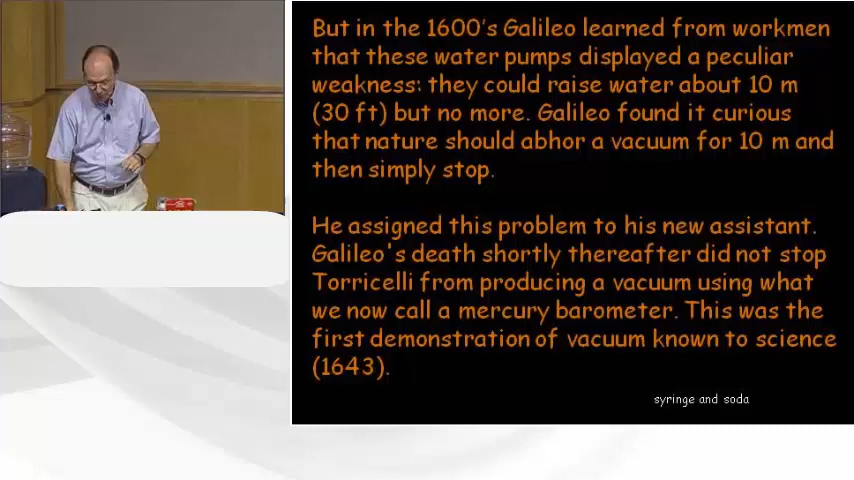 But in the 1600's Galileo learned from workmen
that these water pumps displayed a peculiar
weakness: they could raise water about 10 m
(30 ft) but no more. Galileo found it curious
that nature should abhor a vacuum for 10 m and
then simply stop.
He assigned this problem to his new assistant.
Galileo's death shortly thereafter did not stop
Torricelli from producing a vacuum using what
we now call a mercury barometer. This was the
first demonstration of vacuum known to science
(1643).
syringe and soda